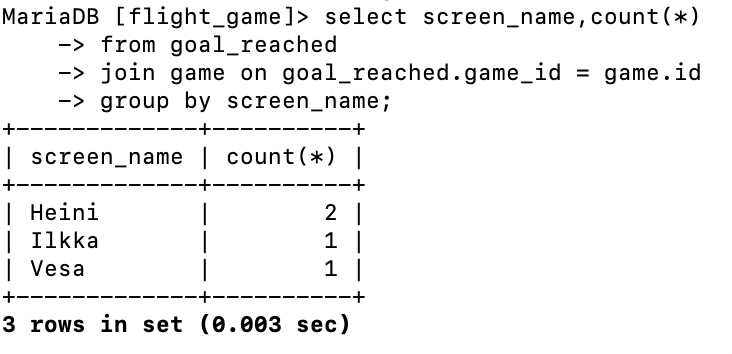 MariaDB [flight_game]> select screen_name,count(*)
    -> from goal_reached
    -> join game on goal_reached.game_id = game.id
    -> group by screen_name;
+-------------+----------+
| screen_name | count(*) |
+-------------+----------+
| Heini       |        2 |
| Ilkka       |        1 |
| Vesa        |        1 |
+-------------+----------+
3 rows in set (0.003 sec)